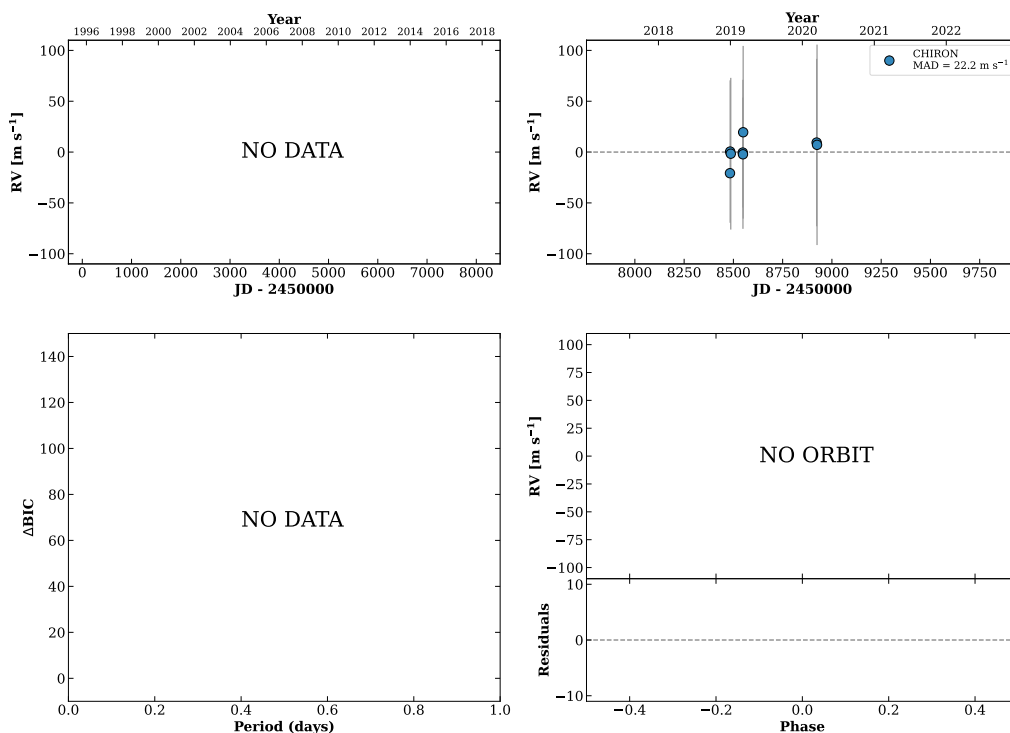 Year
1996 1998 2000 2002 2004 2006 2008 2010 2012 2014 2016 2018
100
50
0
−50
−100
RV [m s⁻¹]
NO DATA
0 1000 2000 3000 4000 5000 6000 7000 8000
JD - 2450000
Year
2018 2019 2020 2021 2022
CHIRON
MAD = 22.2 m s⁻¹
100
50
0
−50
−100
RV [m s⁻¹]
8000 8250 8500 8750 9000 9250 9500 9750
JD - 2450000
140
120
100
80
60
40
20
0
ΔBIC
NO DATA
0.0 0.2 0.4 0.6 0.8 1.0
Period (days)
100
75
50
25
0
−25
−50
−75
−100
RV [m s⁻¹]
NO ORBIT
10
0
−10
Residuals
−0.4 −0.2 0.0 0.2 0.4
Phase